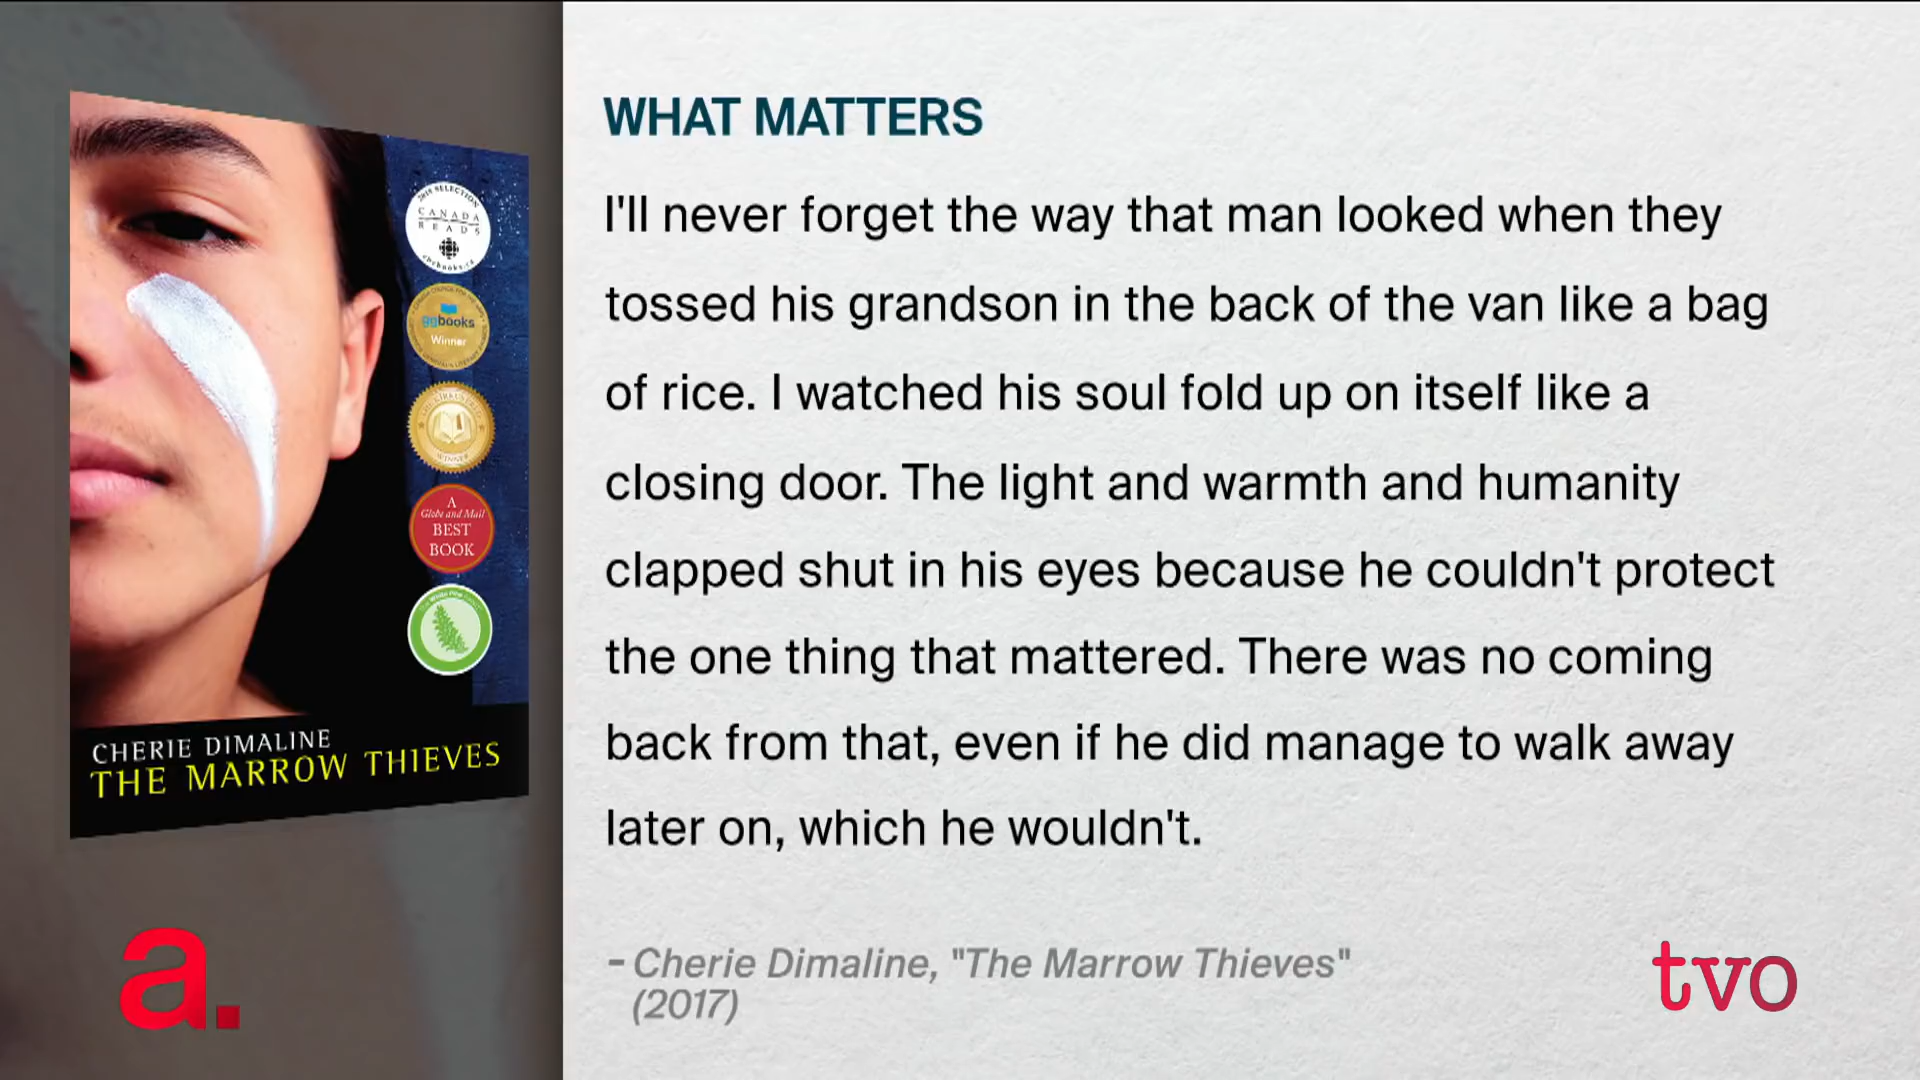 WHAT MATTERS
I'll never forget the way that man looked when they
tossed his grandson in the back of the van like a bag
of rice. I watched his soul fold up on itself like a
closing door. The light and warmth and humanity
clapped shut in his eyes because he couldn't protect
the one thing that mattered. There was no coming
back from that, even if he did manage to walk away
later on, which he wouldn't.
- Cherie Dimaline, "The Marrow Thieves"
(2017)
CANADA
READS
cbcbooks.ca
ggbooks
Winner
WINNER
A
Globe and Mail
BEST
BOOK
CHERIE DIMALINE
THE MARROW THIEVES
a.
tvo